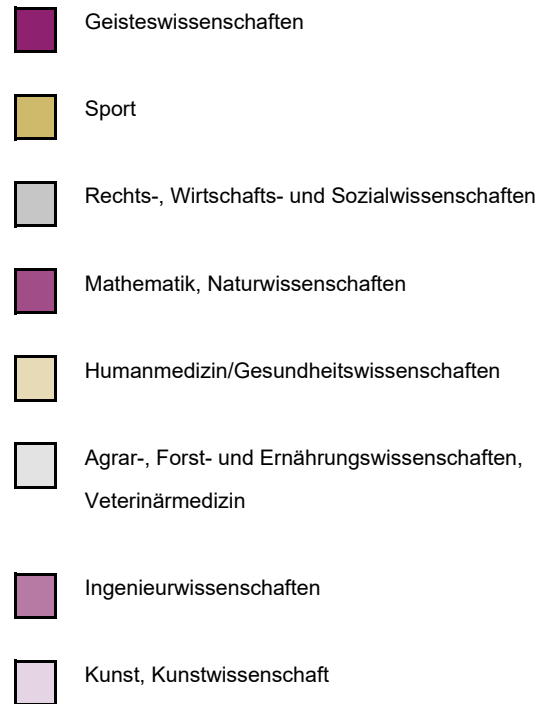 Geisteswissenschaften
Sport
Rechts-, Wirtschafts- und Sozialwissenschaften
Mathematik, Naturwissenschaften
Humanmedizin/Gesundheitswissenschaften
Agrar-, Forst- und Ernährungswissenschaften,
Veterinärmedizin
Ingenieurwissenschaften
Kunst, Kunstwissenschaft